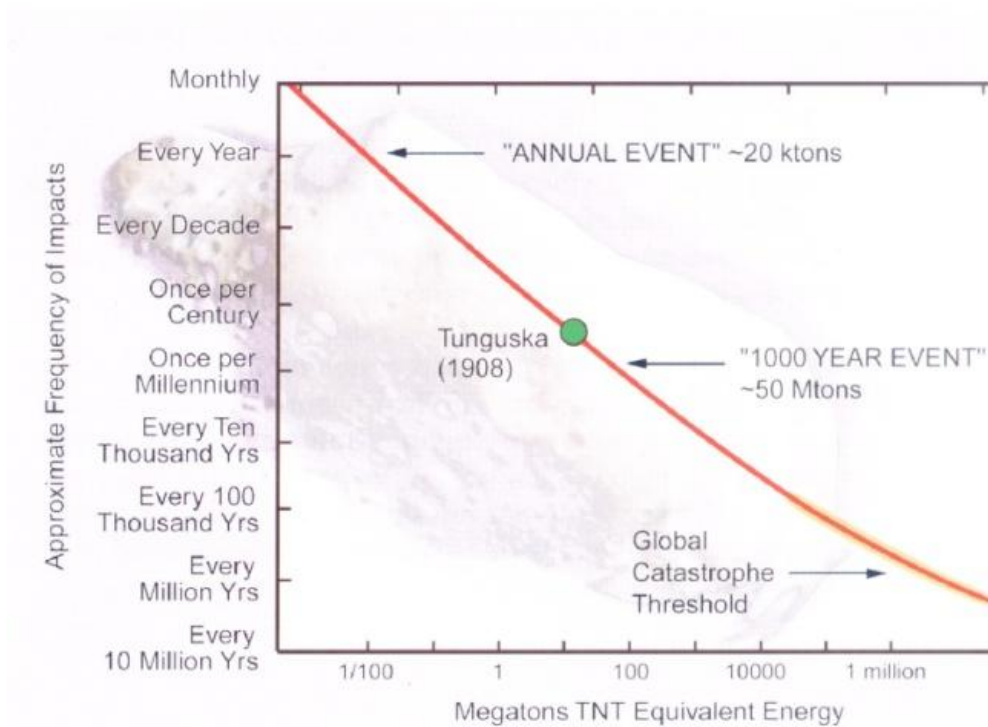 Approximate Frequency of Impacts
Monthly
Every Year
Every Decade
Once per
Century
Once per
Millennium
Every Ten
Thousand Yrs
Every 100
Thousand Yrs
Every
Million Yrs
Every
10 Million Yrs
"ANNUAL EVENT" ~20 ktons
Tunguska
(1908)
"1000 YEAR EVENT"
~50 Mtons
Global
Catastrophe
Threshold
1/100 1 100 10000 1 million
Megatons TNT Equivalent Energy